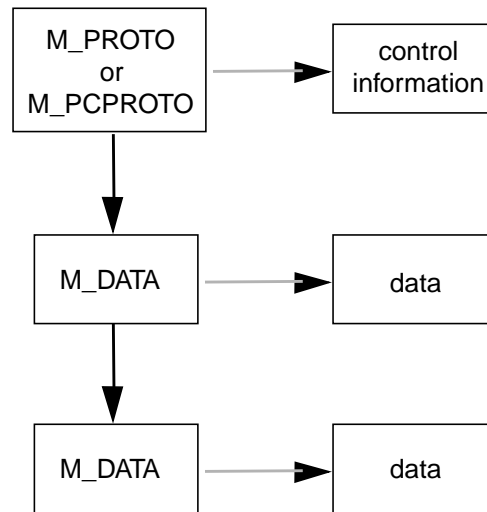 M_PROTO
or
M_PCPROTO
control
information
M_DATA
data
M_DATA
data